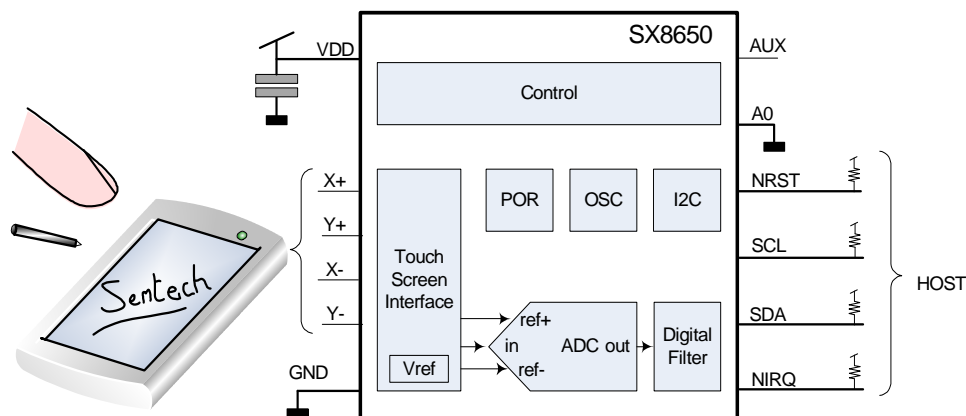 SX8650
VDD
AUX
Control
A0
X+
Y+
X-
Y-
POR
OSC
I2C
NRST
SCL
SDA
NIRQ
HOST
Touch
Screen
Interface
Semtech
ref+
in
ref-
ADC out
Digital
Filter
Vref
GND